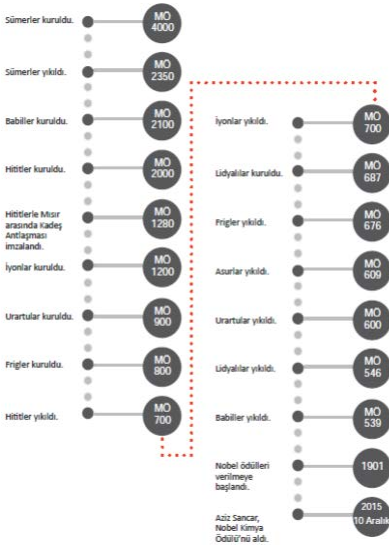 Sümerler kuruldu.
MÖ
4000
Sümerler yıkıldı.
MÖ
2350
Babiller kuruldu.
MÖ
2100
Hititler kuruldu.
MÖ
2000
Hititlerle Mısır
arasında Kadeş
Antlaşması
imzalandı.
MÖ
1280
İyonlar kuruldu.
MÖ
1200
Urartular kuruldu.
MÖ
900
Frigler kuruldu.
MÖ
800
Hititler yıkıldı.
MÖ
700
İyonlar yıkıldı.
MÖ
700
Lidyalılar kuruldu.
MÖ
687
Frigler yıkıldı.
MÖ
676
Asurlar yıkıldı.
MÖ
609
Urartular yıkıldı.
MÖ
600
Lidyalılar yıkıldı.
MÖ
546
Babiller yıkıldı.
MÖ
539
Nobel ödülleri
verilmeye
başlandı.
1901
Aziz Sancar,
Nobel Kimya
Ödülü'nü aldı.
2015
10 Aralık